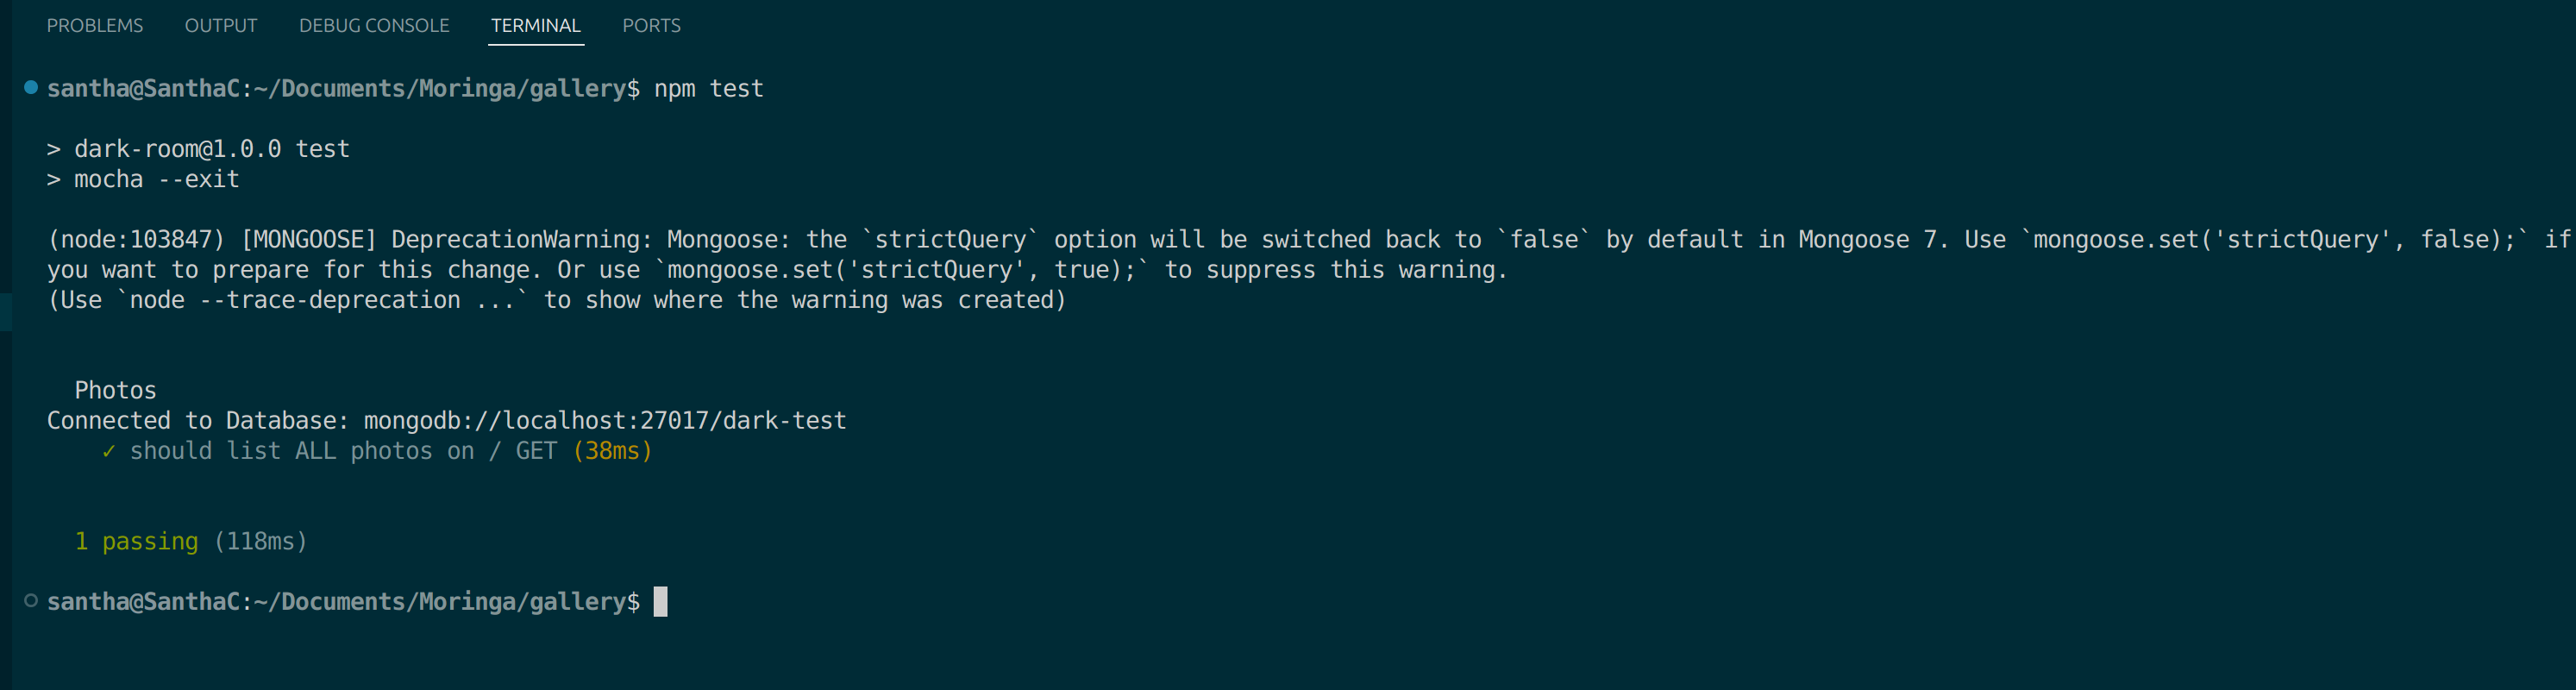 PROBLEMS OUTPUT DEBUG CONSOLE TERMINAL PORTS
santha@SanthaC:~/Documents/Moringa/gallery$ npm test
> dark-room@1.0.0 test
> mocha --exit
(node:103847) [MONGOOSE] DeprecationWarning: Mongoose: the `strictQuery` option will be switched back to `false` by default in Mongoose 7. Use `mongoose.set('strictQuery', false);` if
you want to prepare for this change. Or use `mongoose.set('strictQuery', true);` to suppress this warning.
(Use `node --trace-deprecation ...` to show where the warning was created)
Photos
Connected to Database: mongodb://localhost:27017/dark-test
✓ should list ALL photos on / GET (38ms)
1 passing (118ms)
santha@SanthaC:~/Documents/Moringa/gallery$